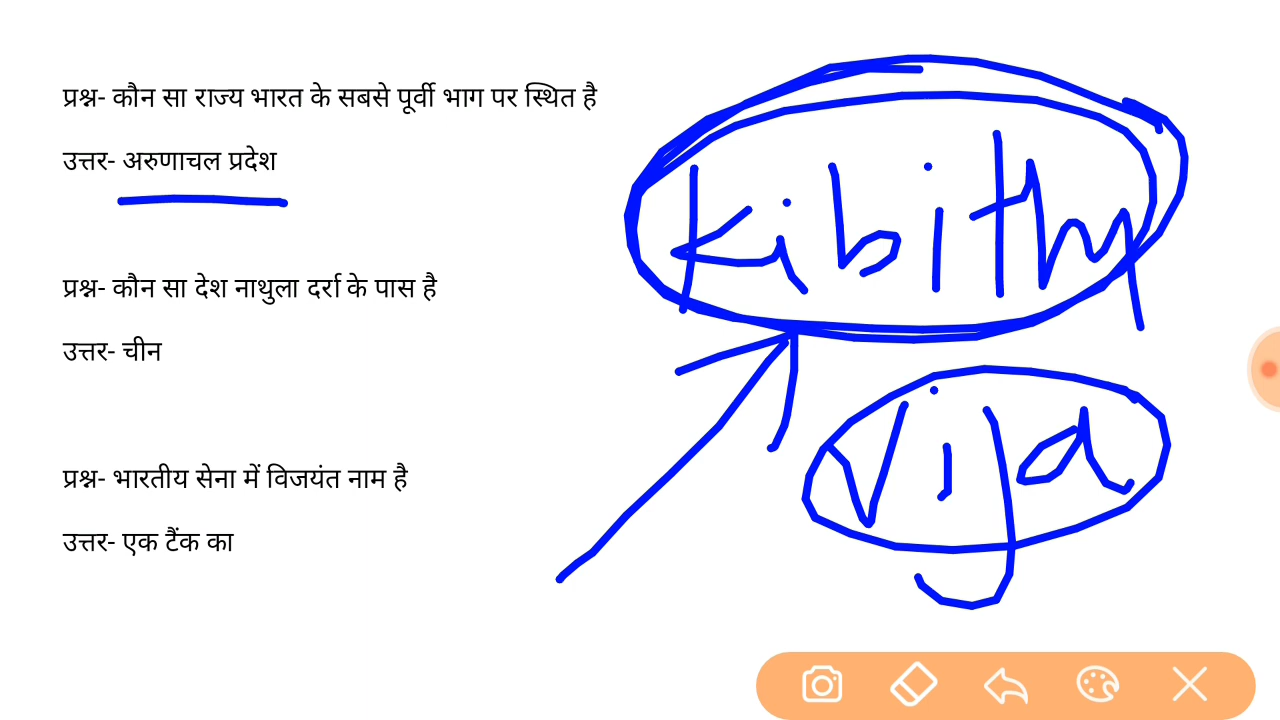 प्रश्न- कौन सा राज्य भारत के सबसे पूर्वी भाग पर स्थित है
उत्तर- अरुणाचल प्रदेश
प्रश्न- कौन सा देश नाथुला दर्रा के पास है
उत्तर- चीन
प्रश्न- भारतीय सेना में विजयंत नाम है
उत्तर- एक टैंक का
Kibithy
Vija